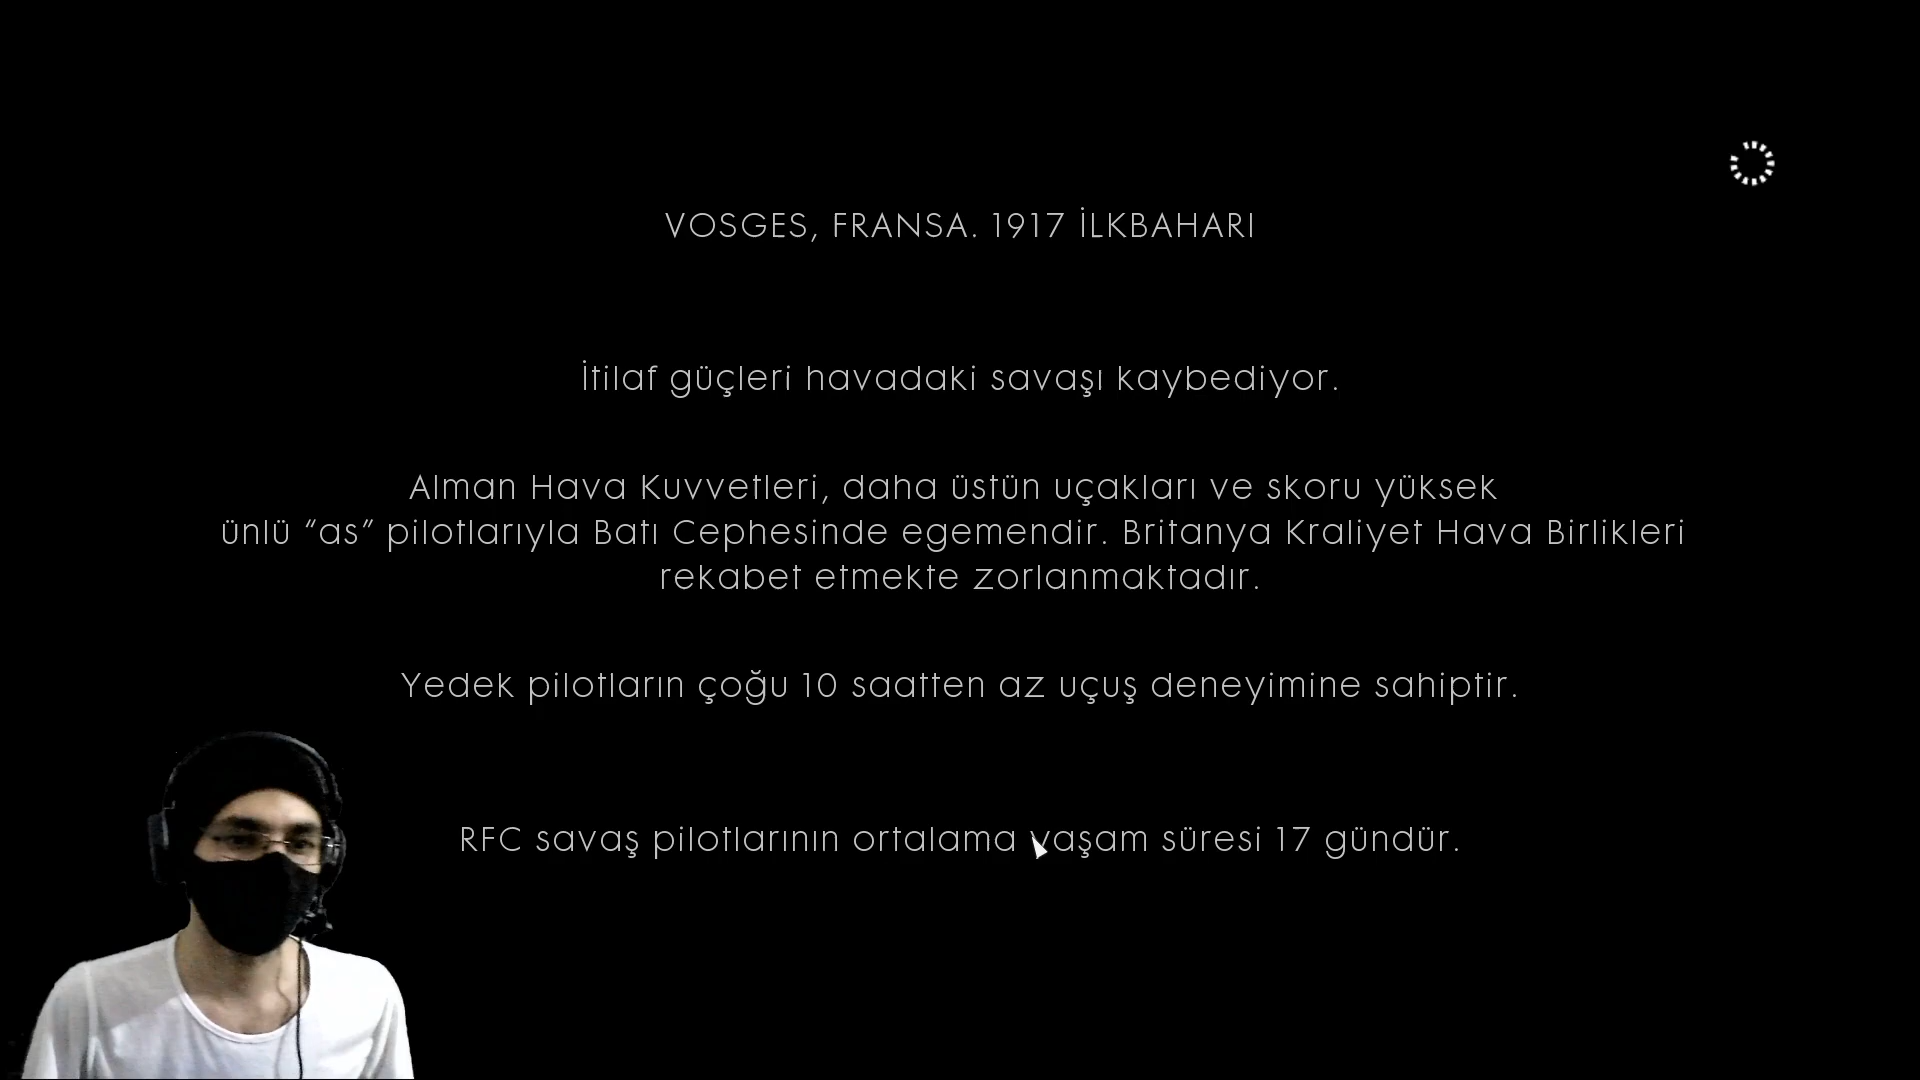 VOSGES, FRANSA. 1917 İLKBAHARI
İtilaf güçleri havadaki savaşı kaybediyor.
Alman Hava Kuvvetleri, daha üstün uçakları ve skoru yüksek
ünlü “as” pilotlarıyla Batı Cephesinde egemendir. Britanya Kraliyet Hava Birlikleri
rekabet etmekte zorlanmaktadır.
Yedek pilotların çoğu 10 saatten az uçuş deneyimine sahiptir.
RFC savaş pilotlarının ortalama yaşam süresi 17 gündür.